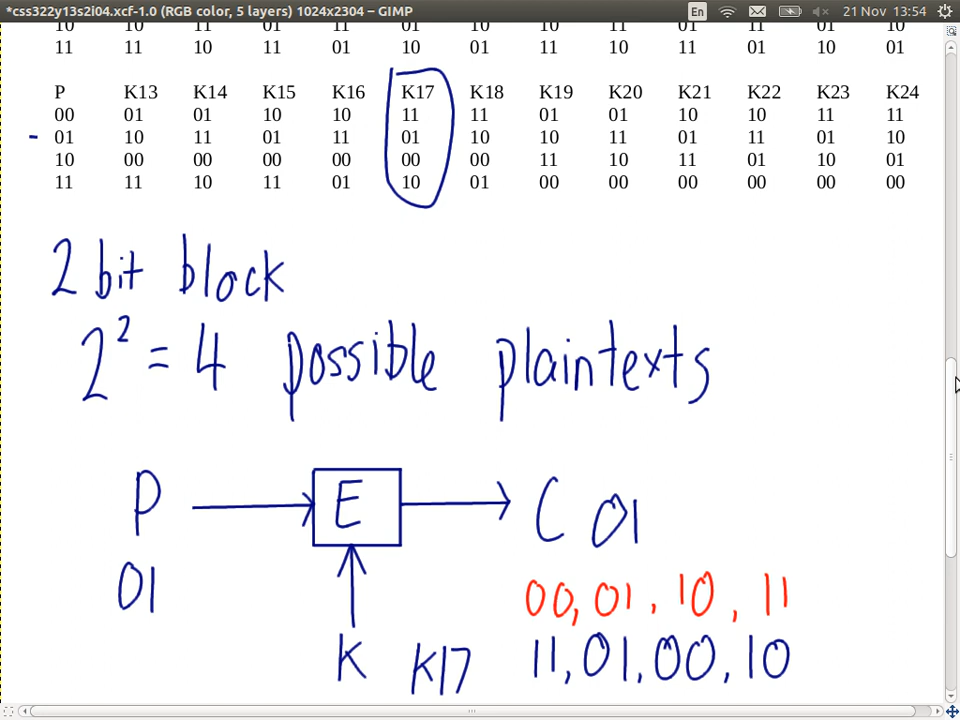 *css322y13s2i04.xcf-1.0 (RGB color, 5 layers) 1024x2304 – GIMP En 21 Nov 13:54
10 10 11 01 11 01 10 10 11 01 11 01 10
11 11 10 11 01 10 01 11 10 11 01 10 01
P K13 K14 K15 K16 K17 K18 K19 K20 K21 K22 K23 K24
00 01 01 10 10 11 11 01 01 10 10 11 11
01 10 11 01 11 01 10 10 11 01 11 01 10
10 00 00 00 00 00 00 11 10 11 01 10 01
11 11 10 11 01 10 01 00 00 00 00 00 00
2 bit block
2² = 4 possible plaintexts
P E C 01
01 00, 01, 10, 11
K K17 11, 01, 00, 10